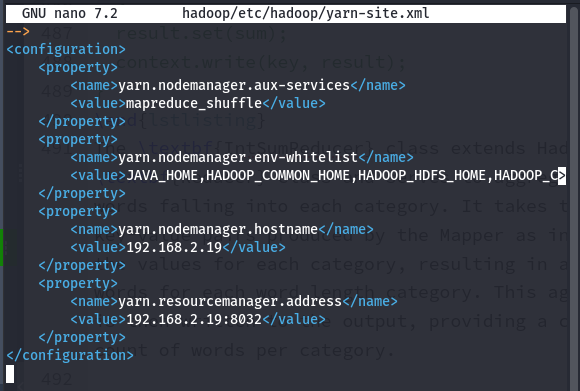 GNU nano 7.2 hadoop/etc/hadoop/yarn-site.xml
-->
<configuration>
<property>
<name>yarn.nodemanager.aux-services</name>
<value>mapreduce_shuffle</value>
</property>
<property>
<name>yarn.nodemanager.env-whitelist</name>
<value>JAVA_HOME,HADOOP_COMMON_HOME,HADOOP_HDFS_HOME,HADOOP_C>
</property>
<property>
<name>yarn.nodemanager.hostname</name>
<value>192.168.2.19</value>
</property>
<property>
<name>yarn.resourcemanager.address</name>
<value>192.168.2.19:8032</value>
</property>
</configuration>